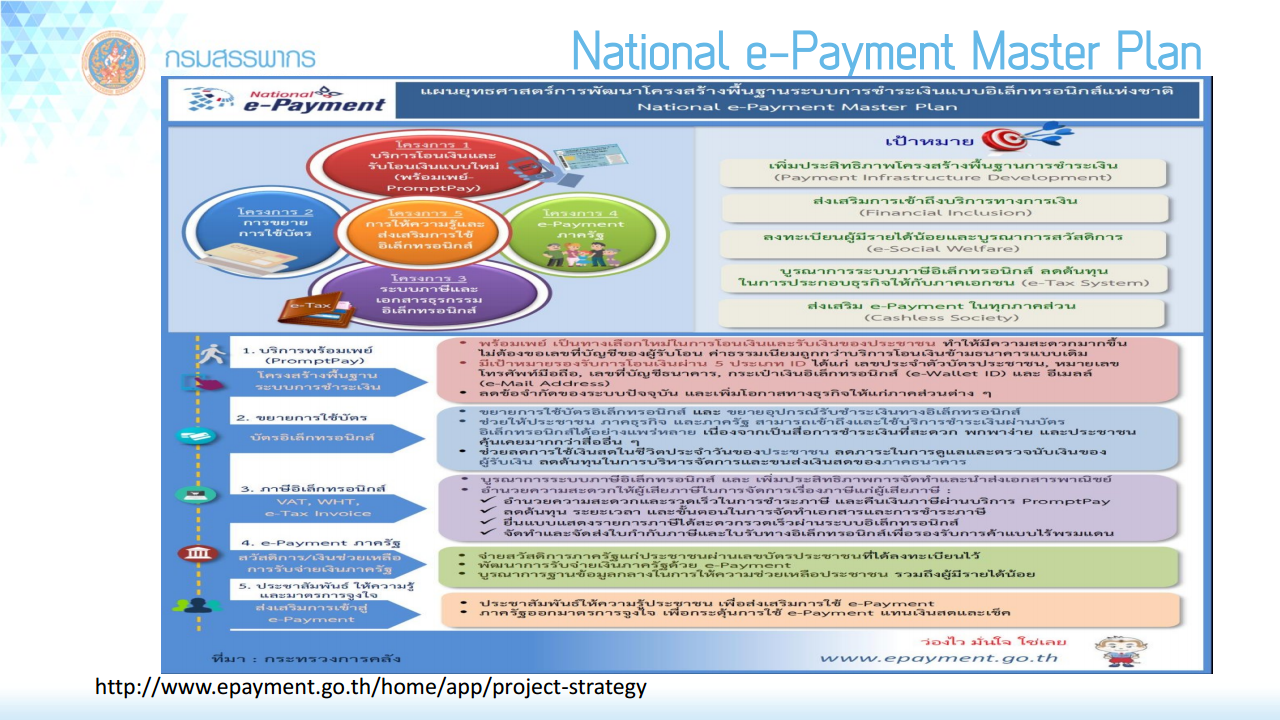 กรมสรรพากร
National e-Payment Master Plan
National
e-Payment
แผนยุทธศาสตร์การพัฒนาโครงสร้างพื้นฐานระบบการชำระเงินแบบอิเล็กทรอนิกส์แห่งชาติ
National e-Payment Master Plan
โครงการ 1
บริการโอนเงินและ
รับโอนเงินแบบใหม่
(พร้อมเพย์-
PromptPay)
โครงการ 2
การขยาย
การใช้บัตร
โครงการ 5
การให้ความรู้และ
ส่งเสริมการใช้
อิเล็กทรอนิกส์
โครงการ 4
e-Payment
ภาครัฐ
โครงการ 3
ระบบภาษีและ
เอกสารธุรกรรม
อิเล็กทรอนิกส์
e-Tax
เป้าหมาย
เพิ่มประสิทธิภาพโครงสร้างพื้นฐานการชำระเงิน
(Payment Infrastructure Development)
ส่งเสริมการเข้าถึงบริการทางการเงิน
(Financial Inclusion)
ลงทะเบียนผู้มีรายได้น้อยและบูรณาการสวัสดิการ
(e-Social Welfare)
บูรณาการระบบภาษีอิเล็กทรอนิกส์ ลดต้นทุน
ในการประกอบธุรกิจให้กับภาคเอกชน (e-Tax System)
ส่งเสริม e-Payment ในทุกภาคส่วน
(Cashless Society)
1. บริการพร้อมเพย์
(PromptPay)
โครงสร้างพื้นฐาน
ระบบการชำระเงิน
• พร้อมเพย์ เป็นทางเลือกใหม่ในการโอนเงินและรับเงินของประชาชน ทำให้มีความสะดวกมากขึ้น
ไม่ต้องขอเลขที่บัญชีของผู้รับโอน ค่าธรรมเนียมถูกกว่าบริการโอนเงินข้ามธนาคารแบบเดิม
• มีเป้าหมายรองรับการโอนเงินผ่าน 5 ประเภท ID ได้แก่ เลขประจำตัวบัตรประชาชน, หมายเลข
โทรศัพท์มือถือ, เลขที่บัญชีธนาคาร, กระเป๋าเงินอิเล็กทรอนิกส์ (e-Wallet ID) และ อีเมลล์
(e-Mail Address)
• ลดข้อจำกัดของระบบปัจจุบัน และเพิ่มโอกาสทางธุรกิจให้แก่ภาคส่วนต่าง ๆ
2. ขยายการใช้บัตร
บัตรอิเล็กทรอนิกส์
• ขยายการใช้บัตรอิเล็กทรอนิกส์ และ ขยายอุปกรณ์รับชำระเงินทางอิเล็กทรอนิกส์
• ช่วยให้ประชาชน ภาคธุรกิจ และภาครัฐ สามารถเข้าถึงและใช้บริการชำระเงินผ่านบัตร
อิเล็กทรอนิกส์ได้อย่างแพร่หลาย เนื่องจากเป็นสื่อการชำระเงินที่สะดวก พกพาง่าย และประชาชน
คุ้นเคยมากกว่าสื่ออื่น ๆ
• ช่วยลดการใช้เงินสดในชีวิตประจำวันของประชาชน ลดภาระในการดูแลและตรวจนับเงินของ
ผู้รับเงิน ลดต้นทุนในการบริหารจัดการและขนส่งเงินสดของภาคธนาคาร
3. ภาษีอิเล็กทรอนิกส์
VAT, WHT,
e-Tax Invoice
• บูรณาการระบบภาษีอิเล็กทรอนิกส์ และ เพิ่มประสิทธิภาพการจัดทำและนำส่งเอกสารพาณิชย์
• อำนวยความสะดวกให้ผู้เสียภาษีในการจัดการเรื่องภาษีแก่ผู้เสียภาษี :
✓ อำนวยความสะดวกและรวดเร็วในการชำระภาษี และคืนเงินภาษีผ่านบริการ PromptPay
✓ ลดต้นทุน ระยะเวลา และขั้นตอนในการจัดทำเอกสารและการชำระภาษี
✓ ยื่นแบบแสดงรายการภาษีได้สะดวกรวดเร็วผ่านระบบอิเล็กทรอนิกส์
✓ จัดทำและจัดส่งใบกำกับภาษีและใบรับทางอิเล็กทรอนิกส์เพื่อรองรับการค้าแบบไร้พรมแดน
4. e-Payment ภาครัฐ
สวัสดิการ/เงินช่วยเหลือ
การรับจ่ายเงินภาครัฐ
• จ่ายสวัสดิการภาครัฐแก่ประชาชนผ่านเลขบัตรประชาชนที่ได้ลงทะเบียนไว้
• พัฒนาการรับจ่ายเงินภาครัฐด้วย e-Payment
• บูรณาการฐานข้อมูลกลางในการให้ความช่วยเหลือประชาชน รวมถึงผู้มีรายได้น้อย
5. ประชาสัมพันธ์ ให้ความรู้
และมาตรการจูงใจ
ส่งเสริมการเข้าสู่
e-Payment
• ประชาสัมพันธ์ให้ความรู้ประชาชน เพื่อส่งเสริมการใช้ e-Payment
• ภาครัฐออกมาตรการจูงใจ เพื่อกระตุ้นการใช้ e-Payment แทนเงินสดและเช็ค
ที่มา : กระทรวงการคลัง
ว่องไว มั่นใจ ใช่เลย
www.epayment.go.th
http://www.epayment.go.th/home/app/project-strategy